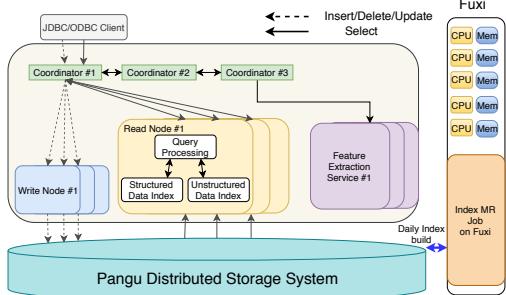 Fuxi
Insert/Delete/Update
Select
JDBC/ODBC Client
CPU Mem
CPU Mem
CPU Mem
CPU Mem
CPU Mem
Coordinator #1
Coordinator #2
Coordinator #3
Read Node #1
Query
Processing
Structured
Data Index
Unstructured
Data Index
Feature
Extraction
Service #1
Write Node #1
Index MR
Job
on Fuxi
Daily Index
build
Pangu Distributed Storage System